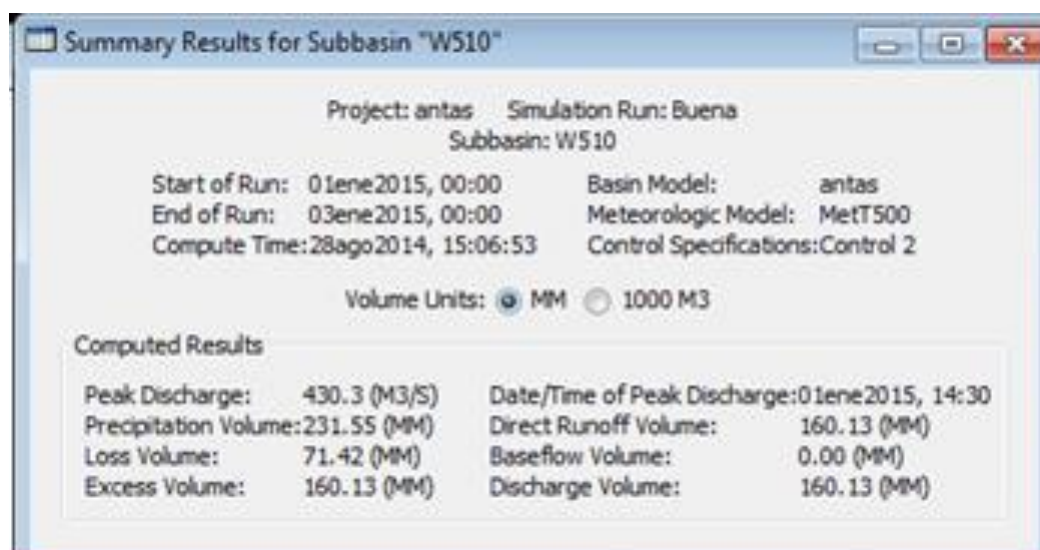 Summary Results for Subbasin "W510"
Project: antas Simulation Run: Buena
Subbasin: W510
Start of Run: 01ene2015, 00:00 Basin Model: antas
End of Run: 03ene2015, 00:00 Meteorologic Model: MetT500
Compute Time:28ago2014, 15:06:53 Control Specifications:Control 2
Volume Units: MM 1000 M3
Computed Results
Peak Discharge: 430.3 (M3/S) Date/Time of Peak Discharge:01ene2015, 14:30
Precipitation Volume:231.55 (MM) Direct Runoff Volume: 160.13 (MM)
Loss Volume: 71.42 (MM) Baseflow Volume: 0.00 (MM)
Excess Volume: 160.13 (MM) Discharge Volume: 160.13 (MM)